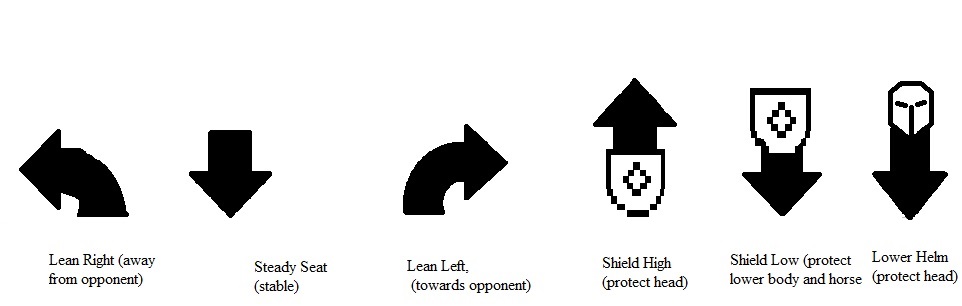 Lean Right (away
from opponent)
Steady Seat
(stable)
Lean Left,
(towards opponent)
Shield High
(protect head)
Shield Low (protect
lower body and horse
Lower Helm
(protect head)